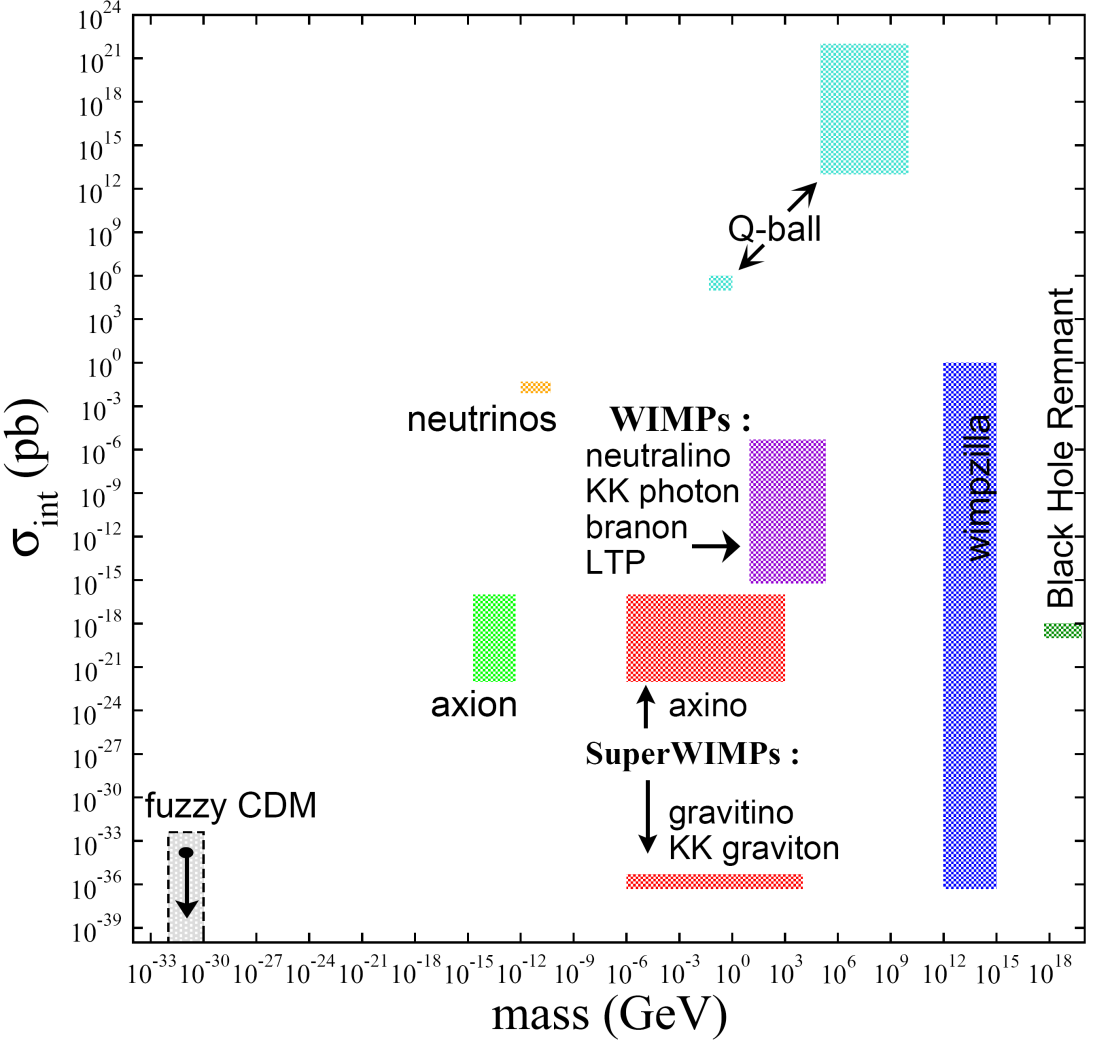 10^24
10^21
10^18
10^15
10^12
10^9
10^6
10^3
10^0
10^-3
10^-6
10^-9
10^-12
10^-15
10^-18
10^-21
10^-24
10^-27
10^-30
10^-33
10^-36
10^-39
σ_int (pb)
Q-ball
neutrinos
WIMPs :
neutralino
KK photon
branon
LTP
wimpzilla
Black Hole Remnant
axion
axino
SuperWIMPs :
gravitino
KK graviton
fuzzy CDM
10^-33 10^-30 10^-27 10^-24 10^-21 10^-18 10^-15 10^-12 10^-9 10^-6 10^-3 10^0 10^3 10^6 10^9 10^12 10^15 10^18
mass (GeV)